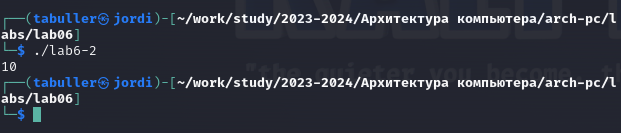 ┌──(tabuller㉿jordi)-[~/work/study/2023-2024/Архитектура компьютера/arch-pc/l
abs/lab06]
└─$ ./lab6-2
10
┌──(tabuller㉿jordi)-[~/work/study/2023-2024/Архитектура компьютера/arch-pc/l
abs/lab06]
└─$